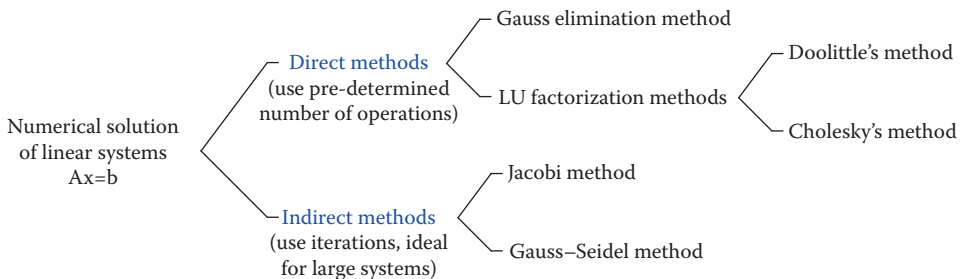 Numerical solution
of linear systems
Ax=b
Direct methods
(use pre-determined
number of operations)
Gauss elimination method
LU factorization methods
Doolittle's method
Cholesky's method
Indirect methods
(use iterations, ideal
for large systems)
Jacobi method
Gauss–Seidel method